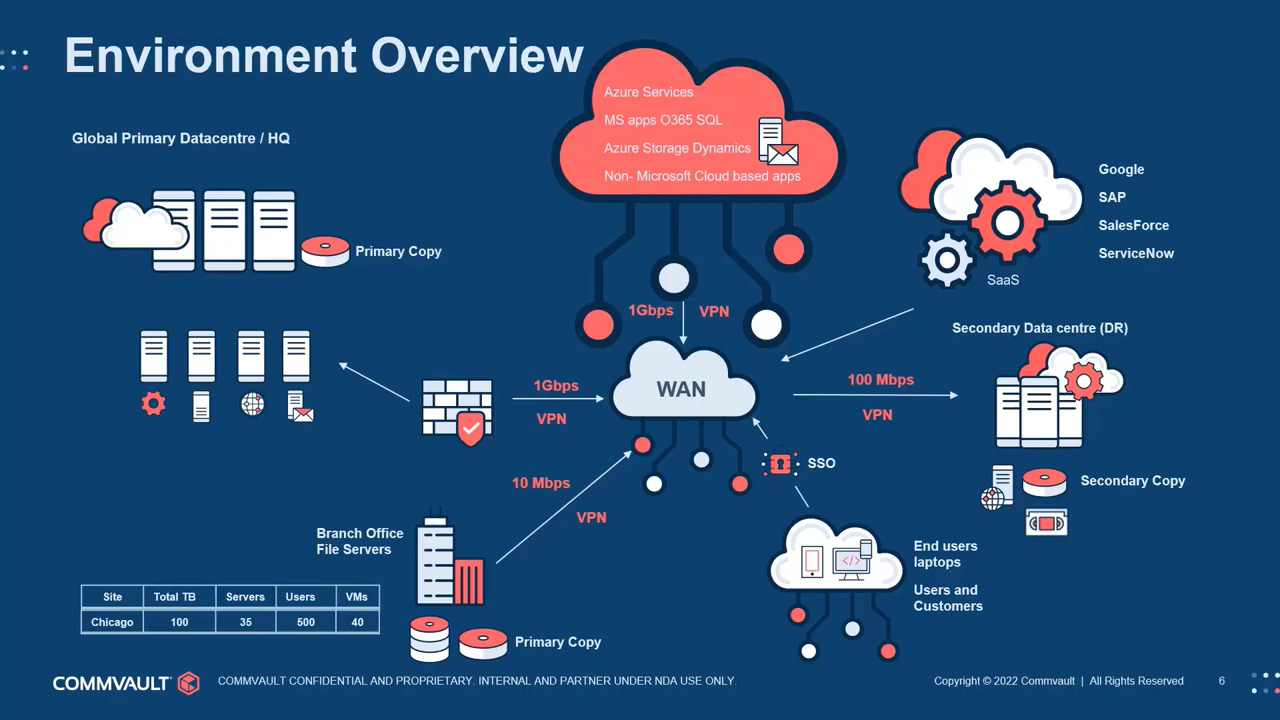 Environment Overview
Global Primary Datacentre / HQ
Azure Services
MS apps O365 SQL
Azure Storage Dynamics
Non- Microsoft Cloud based apps
Google
SAP
SalesForce
ServiceNow
SaaS
Primary Copy
1Gbps VPN
Secondary Data centre (DR)
WAN
1Gbps
VPN
100 Mbps
VPN
SSO
10 Mbps
VPN
Secondary Copy
Branch Office
File Servers
</>
End users
laptops
Users and
Customers
Site Total TB Servers Users VMs
Chicago 100 35 500 40
Primary Copy
COMMVAULT
COMMVAULT CONFIDENTIAL AND PROPRIETARY. INTERNAL AND PARTNER UNDER NDA USE ONLY.
Copyright © 2022 Commvault | All Rights Reserved 6